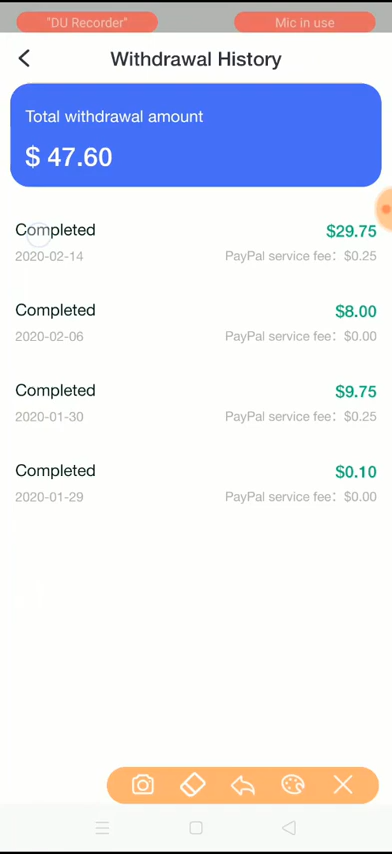 "DU Recorder" Mic in use
Withdrawal History
Total withdrawal amount
$ 47.60
Completed $29.75
2020-02-14 PayPal service fee: $0.25
Completed $8.00
2020-02-06 PayPal service fee: $0.00
Completed $9.75
2020-01-30 PayPal service fee: $0.25
Completed $0.10
2020-01-29 PayPal service fee: $0.00